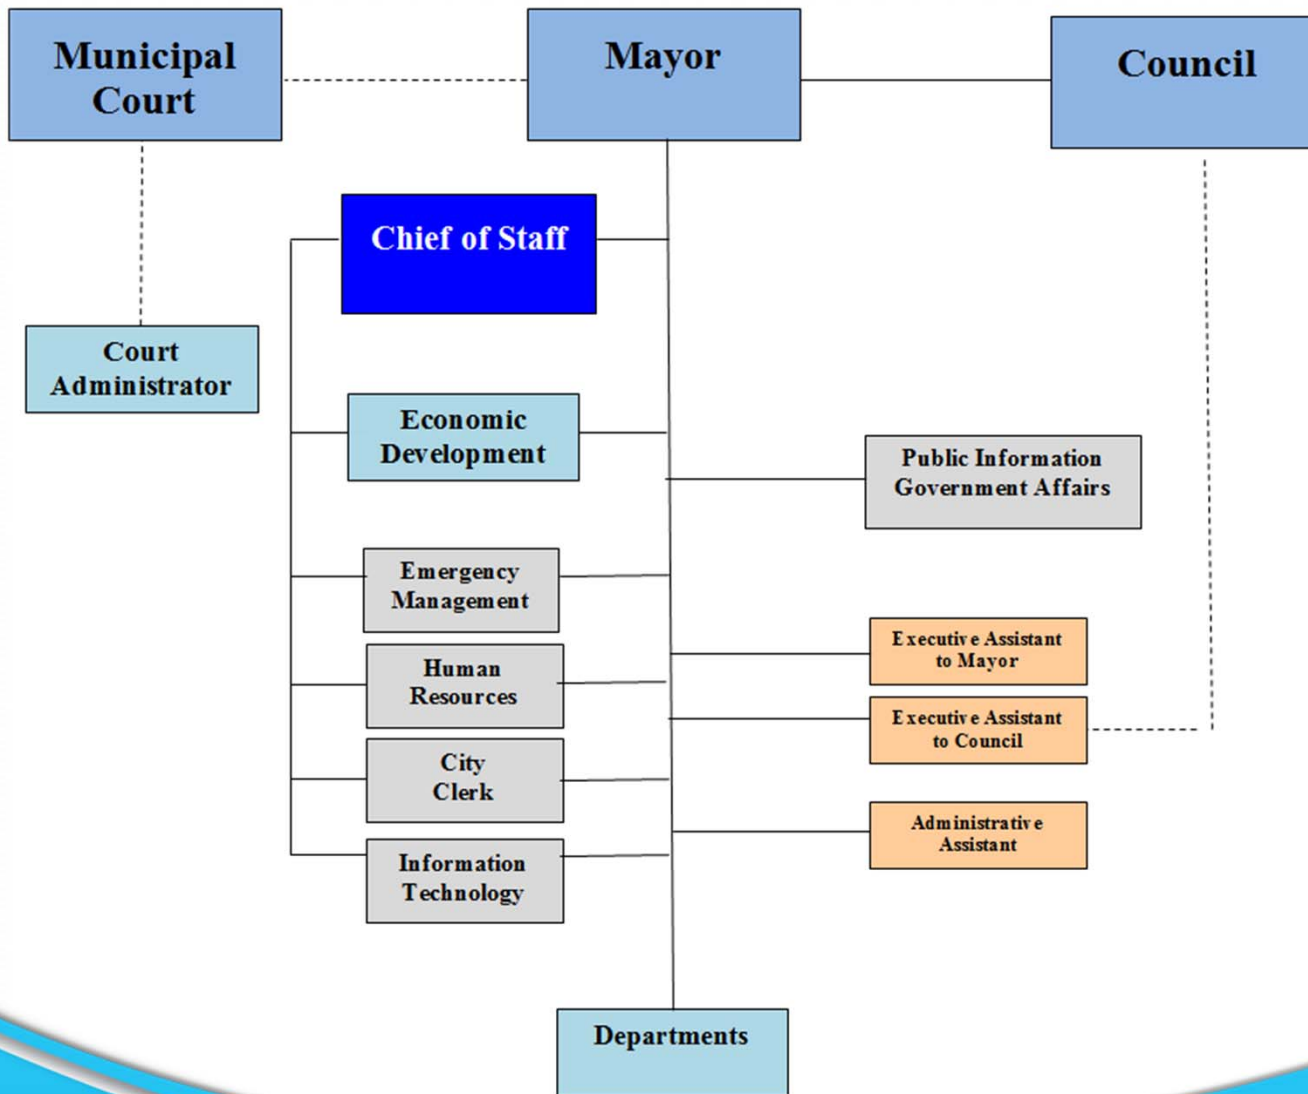 Municipal
Court
Mayor
Council
Chief of Staff
Court
Administrator
Economic
Development
Public Information
Government Affairs
Emergency
Management
Executive Assistant
to Mayor
Human
Resources
Executive Assistant
to Council
City
Clerk
Administrative
Assistant
Information
Technology
Departments